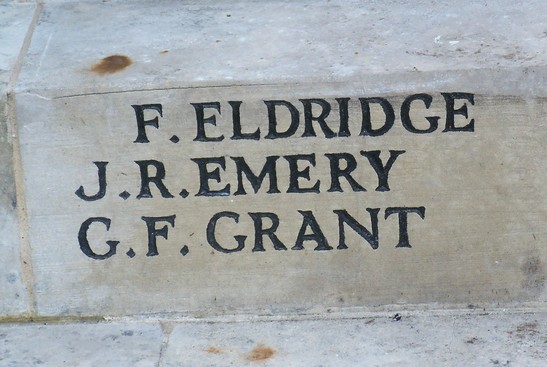 F. ELDRIDGE
J.R. EMERY
G.F. GRANT